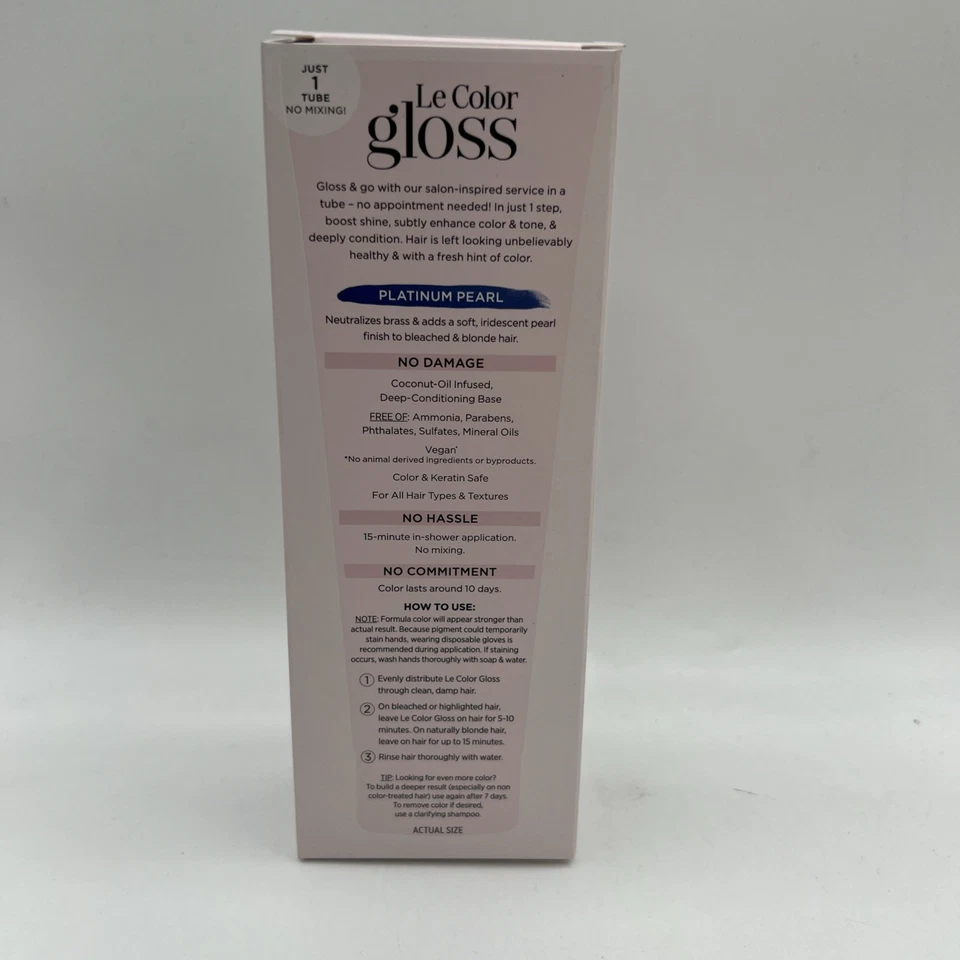 JUST
1
TUBE
NO MIXING!
Le Color
gloss
Gloss & go with our salon-inspired service in a
tube – no appointment needed! In just 1 step,
boost shine, subtly enhance color & tone, &
deeply condition. Hair is left looking unbelievably
healthy & with a fresh hint of color.
PLATINUM PEARL
Neutralizes brass & adds a soft, iridescent pearl
finish to bleached & blonde hair.
NO DAMAGE
Coconut-Oil Infused,
Deep-Conditioning Base
FREE OF: Ammonia, Parabens,
Phthalates, Sulfates, Mineral Oils
Vegan*
*No animal derived ingredients or byproducts.
Color & Keratin Safe
For All Hair Types & Textures
NO HASSLE
15-minute in-shower application.
No mixing.
NO COMMITMENT
Color lasts around 10 days.
HOW TO USE:
NOTE: Formula color will appear stronger than
actual result. Because pigment could temporarily
stain hands, wearing disposable gloves is
recommended during application. If staining
occurs, wash hands thoroughly with soap & water.
1 Evenly distribute Le Color Gloss
through clean, damp hair.
2 On bleached or highlighted hair,
leave Le Color Gloss on hair for 5-10
minutes. On naturally blonde hair,
leave on hair for up to 15 minutes.
3 Rinse hair thoroughly with water.
TIP: Looking for even more color?
To build a deeper result (especially on non
color-treated hair) use again after 7 days.
To remove color if desired,
use a clarifying shampoo.
ACTUAL SIZE